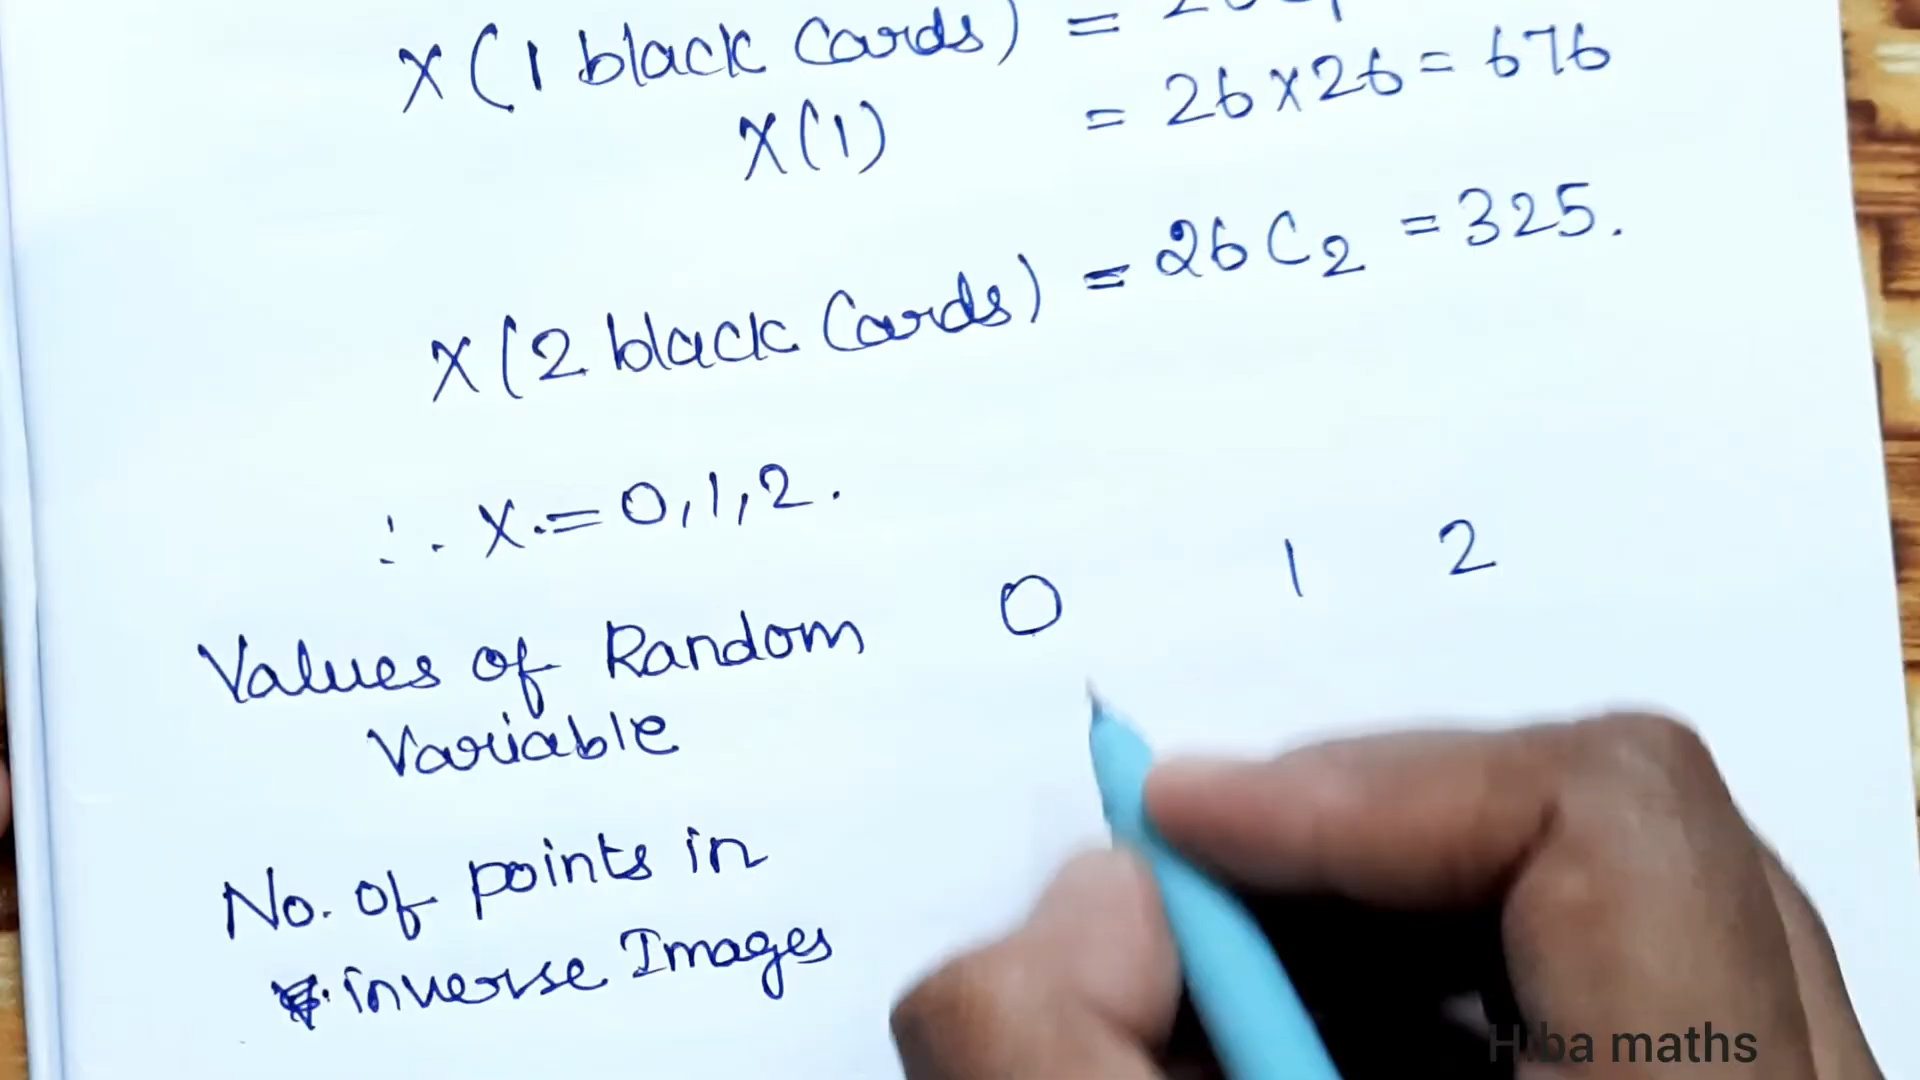 X(1 black Cards) =
X(1) = 26×26 = 676
X(2 black Cards) = 26C2 = 325.
∴ X = 0,1,2.
Values of Random Variable 0 1 2
No. of points in
inverse Images
Hiba maths